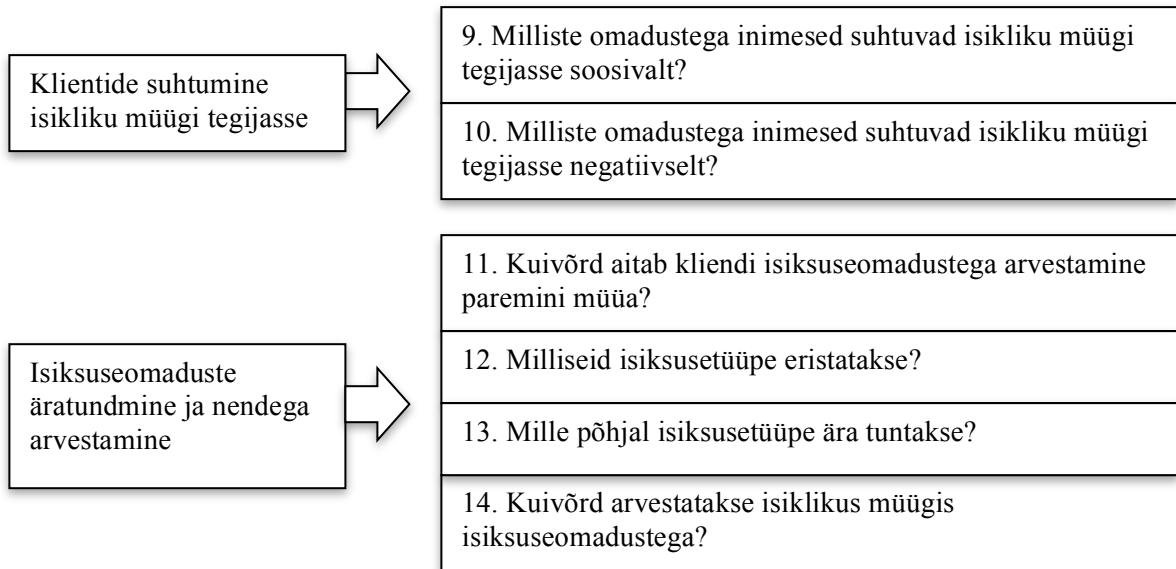 Klientide suhtumine
isikliku müügi tegijasse
9. Milliste omadustega inimesed suhtuvad isikliku müügi
tegijasse soosivalt?
10. Milliste omadustega inimesed suhtuvad isikliku müügi
tegijasse negatiivselt?
Isiksuseomaduste
äratundmine ja nendega
arvestamine
11. Kuivõrd aitab kliendi isiksuseomadustega arvestamine
paremini müüa?
12. Milliseid isiksusetüüpe eristatakse?
13. Mille põhjal isiksusetüüpe ära tuntakse?
14. Kuivõrd arvestatakse isiklikus müügis
isiksuseomadustega?